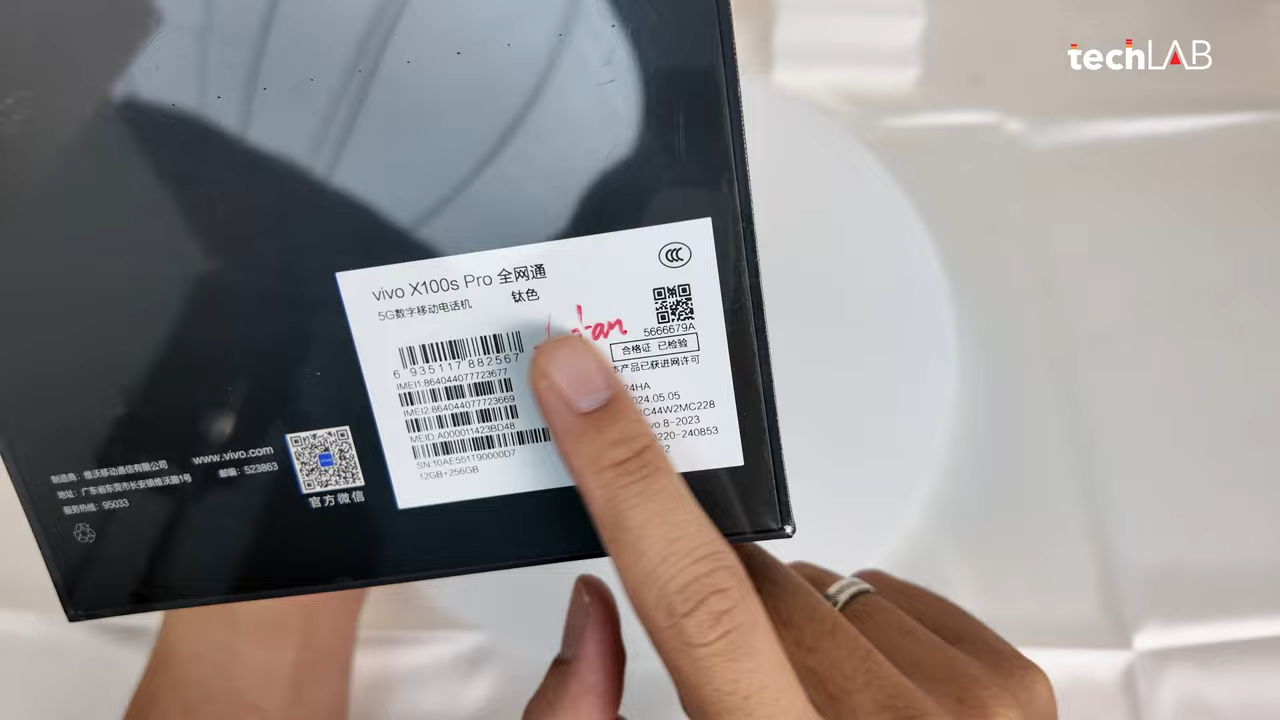 techLAB
vivo X100s Pro 全网通
5G数字移动电话机 钛色
5666679A
合格证 已检验
本产品已获进网许可
6 935117 882567
IMEI1:864044077723677
IMEI2:864044077723669
MEID:A000011423BD48
SN:10AE551T90000D7
12GB+256GB
24HA
024.05.05
C44W2MC228
vo 8-2023
0220-240853
2
制造商：维沃移动通信有限公司
地址：广东省东莞市长安镇维沃路1号
服务热线：95033
www.vivo.com
邮编：523863
官方微信